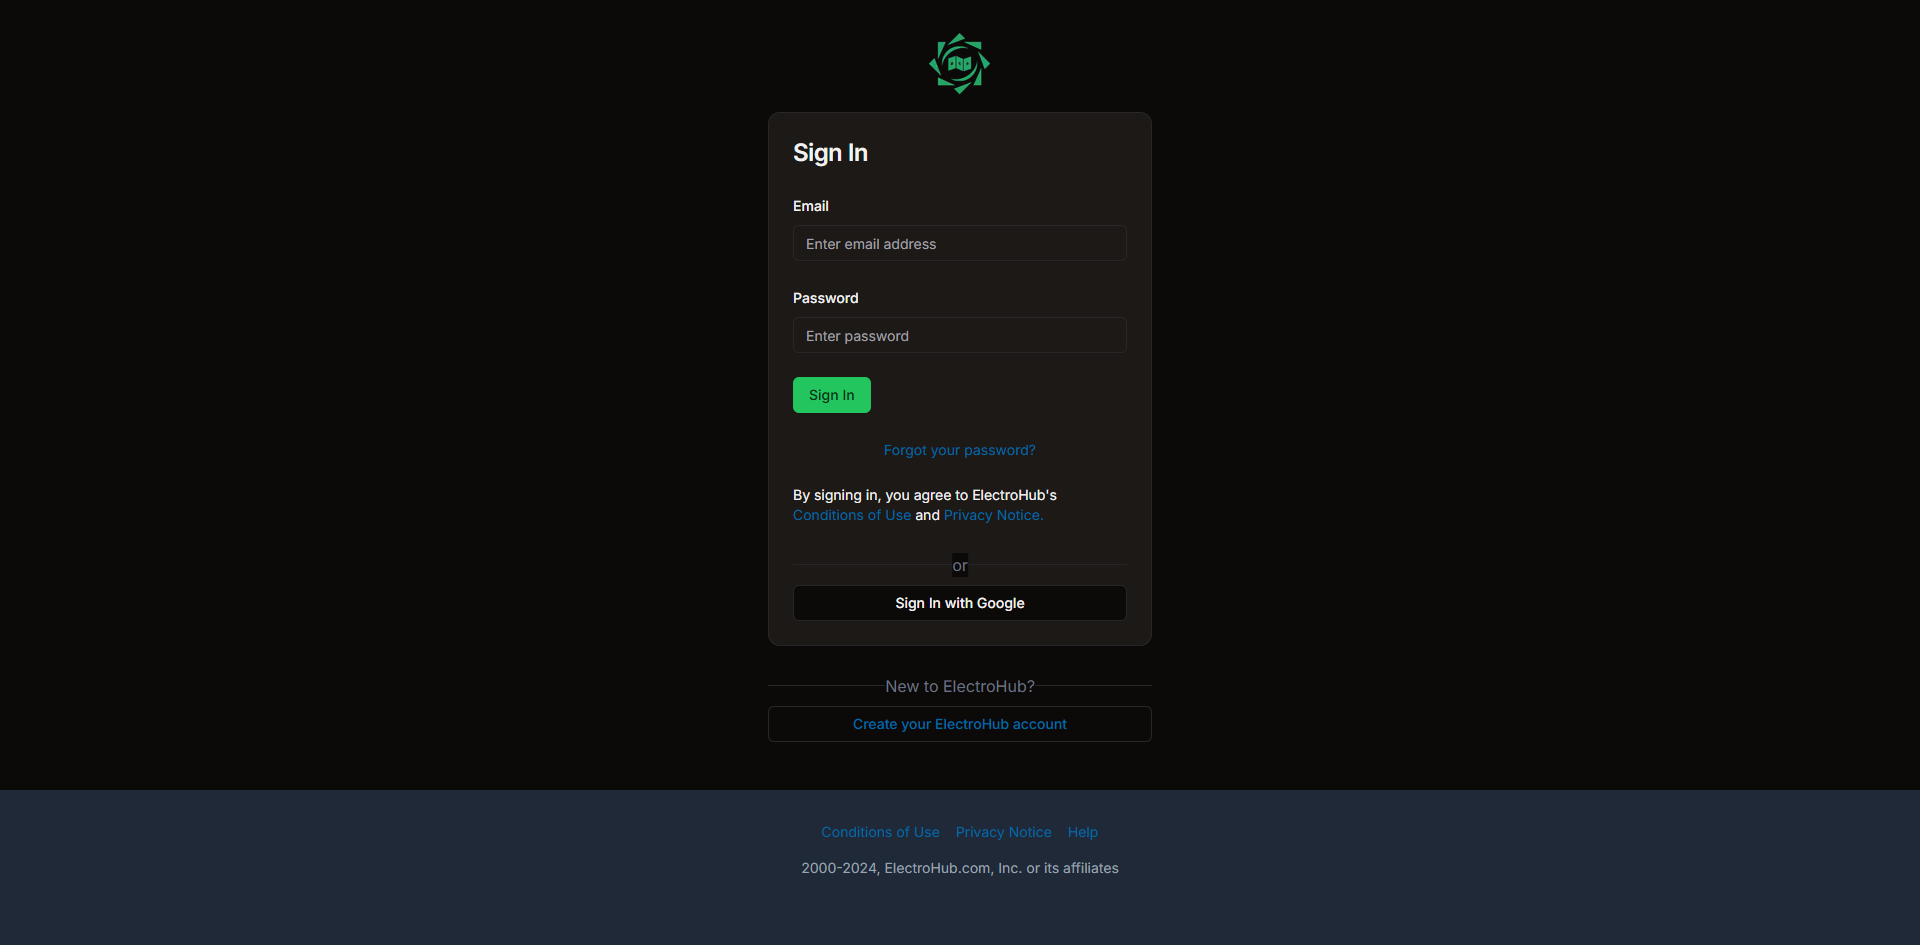 Sign In
Email
Enter email address
Password
Enter password
Sign In
Forgot your password?
By signing in, you agree to ElectroHub's
Conditions of Use and Privacy Notice.
or
Sign In with Google
New to ElectroHub?
Create your ElectroHub account
Conditions of Use Privacy Notice Help
2000-2024, ElectroHub.com, Inc. or its affiliates